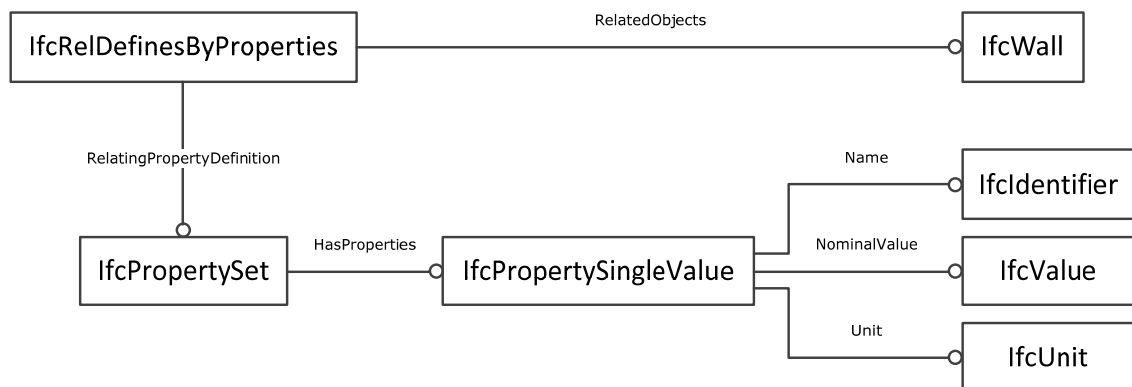 RelatedObjects
IfcRelDefinesByProperties
IfcWall
RelatingPropertyDefinition
Name
IfcIdentifier
HasProperties
NominalValue
IfcPropertySet
IfcPropertySingleValue
IfcValue
Unit
IfcUnit